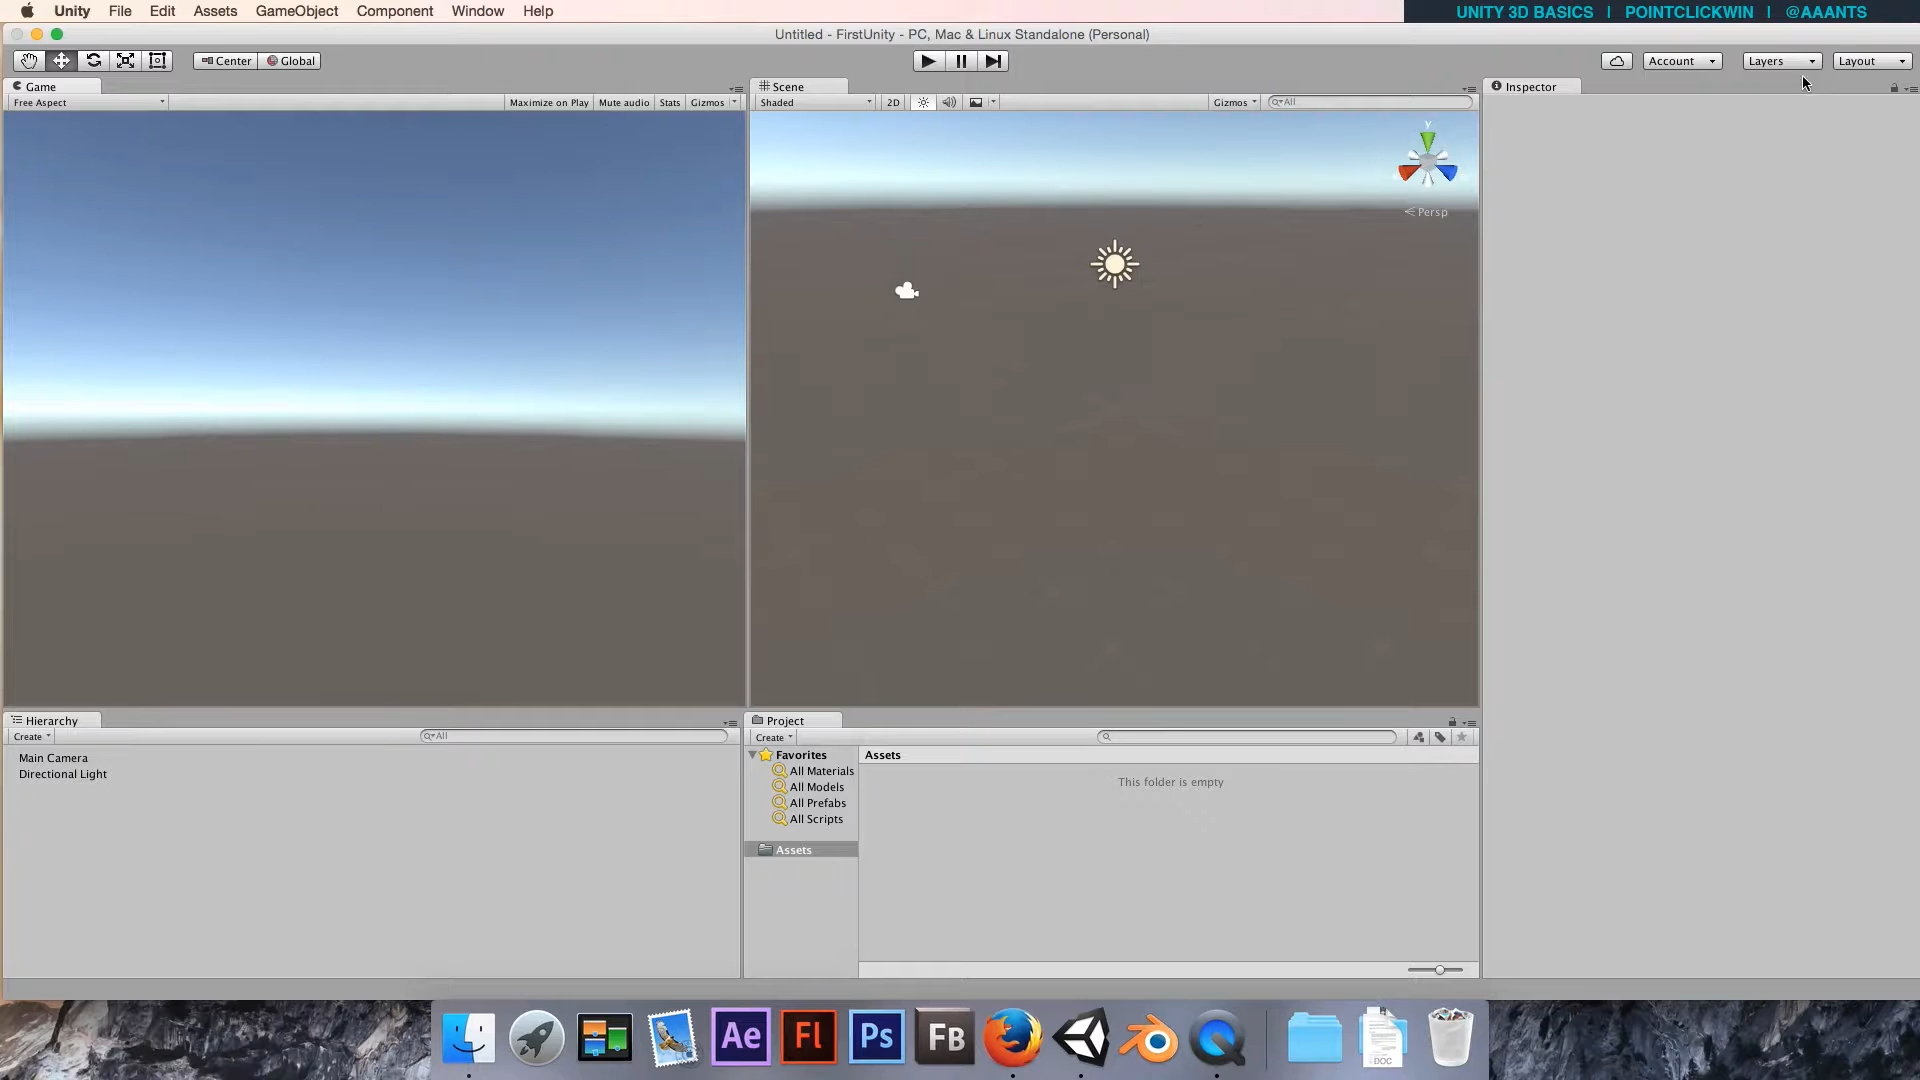 Unity File Edit Assets GameObject Component Window Help
UNITY 3D BASICS | POINTCLICKWIN | @AAANTS
Untitled - FirstUnity - PC, Mac & Linux Standalone (Personal)
Center Global
Account Layers Layout
Game
Free Aspect Maximize on Play Mute audio Stats Gizmos
Scene
Shaded 2D Gizmos All
Inspector
y
Persp
Hierarchy
Create All
Main Camera
Directional Light
Project
Create
Favorites
All Materials
All Models
All Prefabs
All Scripts
Assets
Assets
This folder is empty
Ae Fl Ps FB
DOC